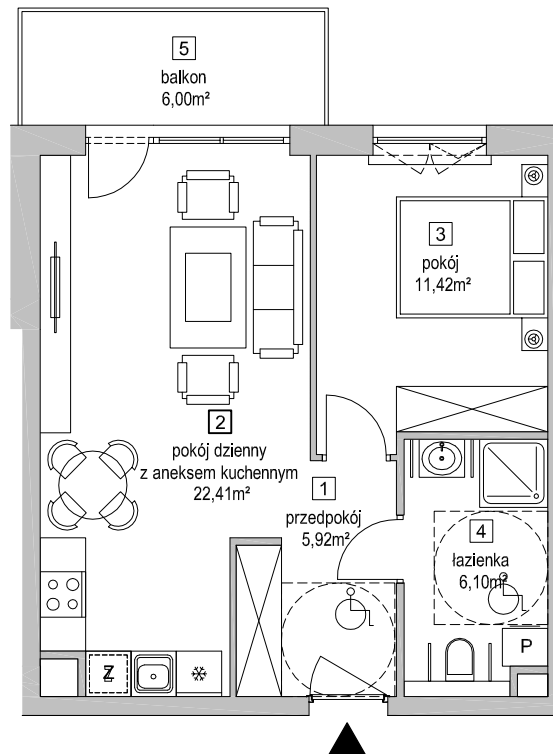 5
balkon
6,00m²
3
pokój
11,42m²
2
pokój dzienny
z aneksem kuchennym
22,41m²
1
przedpokój
5,92m²
4
łazienka
6,10m²
P
Z